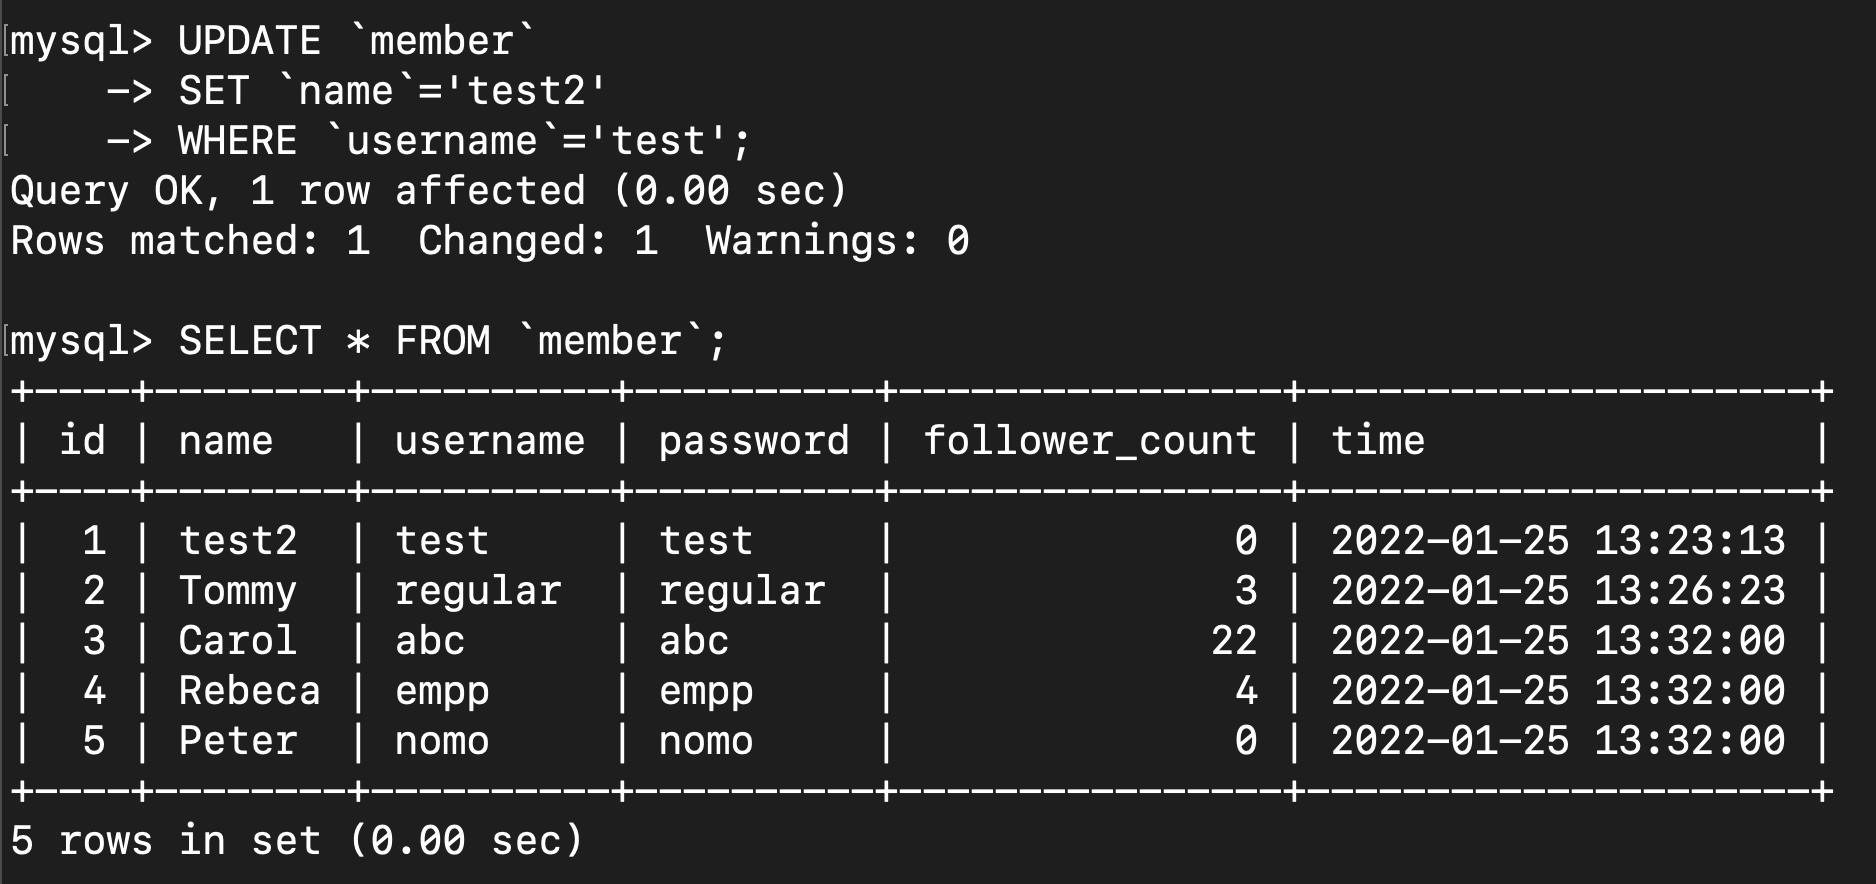 mysql> UPDATE `member`
    -> SET `name`='test2'
    -> WHERE `username`='test';
Query OK, 1 row affected (0.00 sec)
Rows matched: 1  Changed: 1  Warnings: 0

mysql> SELECT * FROM `member`;
+----+--------+----------+----------+----------------+---------------------+
| id | name   | username | password | follower_count | time                |
+----+--------+----------+----------+----------------+---------------------+
|  1 | test2  | test     | test     |              0 | 2022-01-25 13:23:13 |
|  2 | Tommy  | regular  | regular  |              3 | 2022-01-25 13:26:23 |
|  3 | Carol  | abc      | abc      |             22 | 2022-01-25 13:32:00 |
|  4 | Rebeca | empp     | empp     |              4 | 2022-01-25 13:32:00 |
|  5 | Peter  | nomo     | nomo     |              0 | 2022-01-25 13:32:00 |
+----+--------+----------+----------+----------------+---------------------+
5 rows in set (0.00 sec)